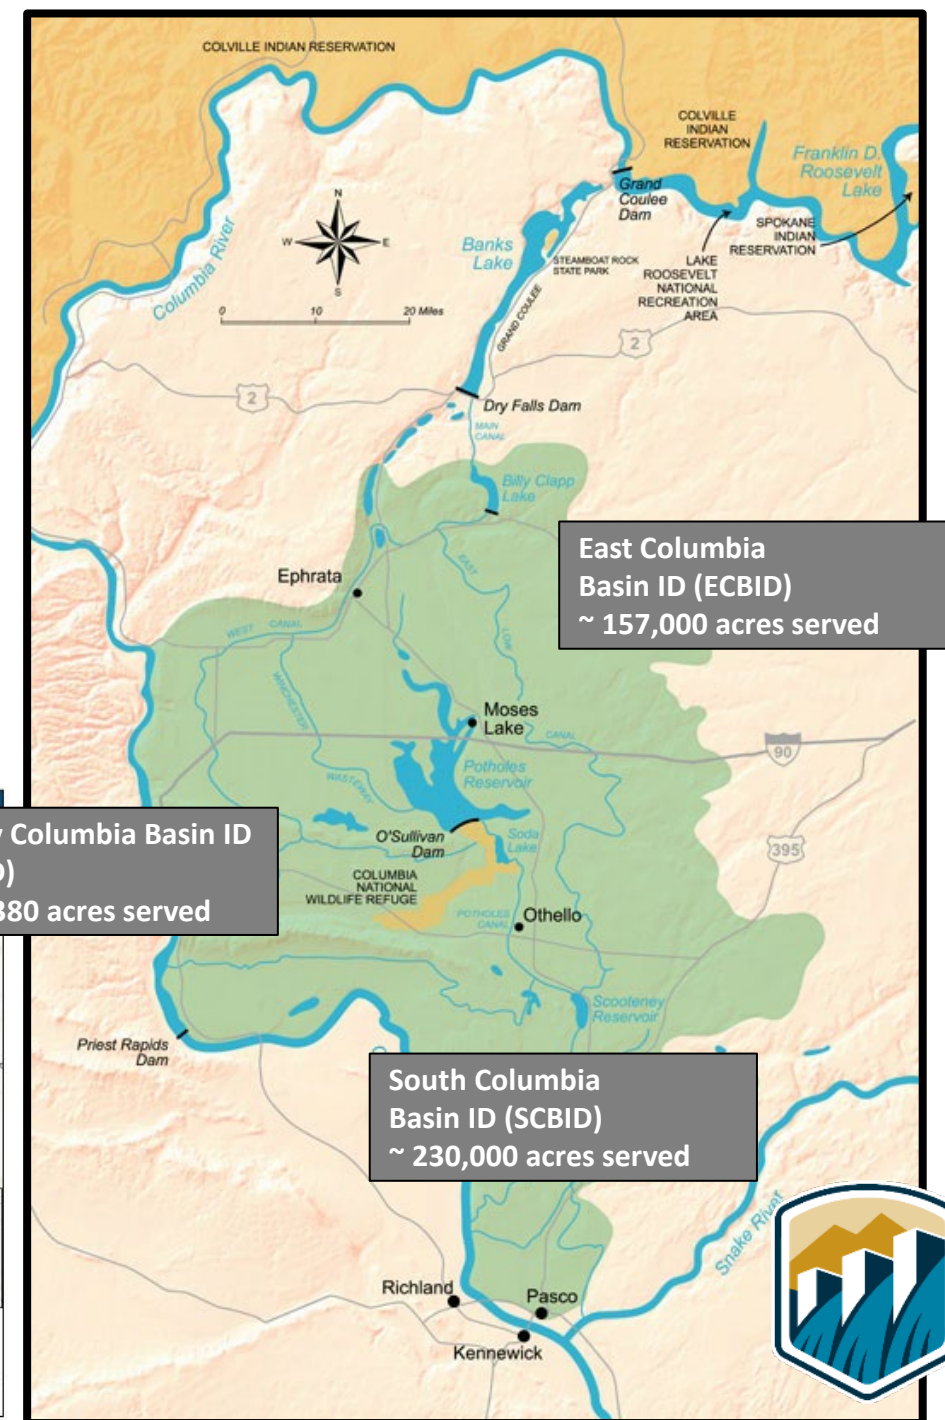 COLVILLE INDIAN RESERVATION
COLVILLE
INDIAN
RESERVATION
Franklin D.
Roosevelt
Lake
Grand
Coulee
Dam
SPOKANE
INDIAN
RESERVATION
LAKE
ROOSEVELT
NATIONAL
RECREATION
AREA
Columbia River
N
W
E
S
0 10 20 Miles
Banks
Lake
STEAMBOAT ROCK
STATE PARK
GRAND COULEE
2
2
Dry Falls Dam
MAIN
CANAL
Billy Clapp
Lake
East Columbia
Basin ID (ECBID)
~ 157,000 acres served
Ephrata
EAST
LOW
CANAL
WEST CANAL
WINCHESTER
WASTEWAY
Moses
Lake
90
Potholes
Reservoir
Columbia Basin ID
380 acres served
O'Sullivan
Dam
Soda
Lake
395
COLUMBIA
NATIONAL
WILDLIFE REFUGE
POTHOLES
CANAL
Othello
Scooteney
Reservoir
Priest Rapids
Dam
South Columbia
Basin ID (SCBID)
~ 230,000 acres served
Snake River
Richland
Pasco
Kennewick